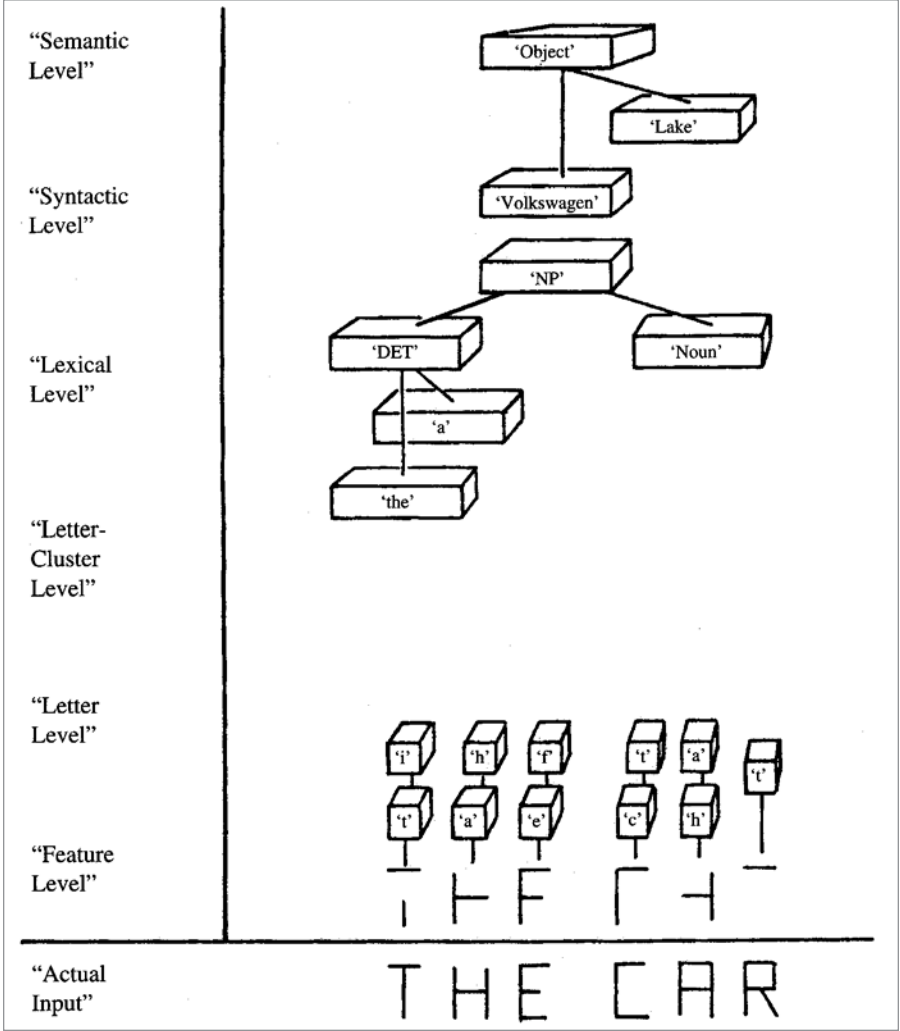 “Semantic
Level”
‘Object’
‘Lake’
“Syntactic
Level”
‘Volkswagen’
‘NP’
‘DET’
‘Noun’
“Lexical
Level”
‘a’
‘the’
“Letter-
Cluster
Level”
“Letter
Level”
‘i’ ‘h’ ‘f’ ‘t’ ‘a’ ‘t’
‘t’ ‘a’ ‘e’ ‘c’ ‘h’
“Feature
Level”
“Actual
Input”
THE CAR